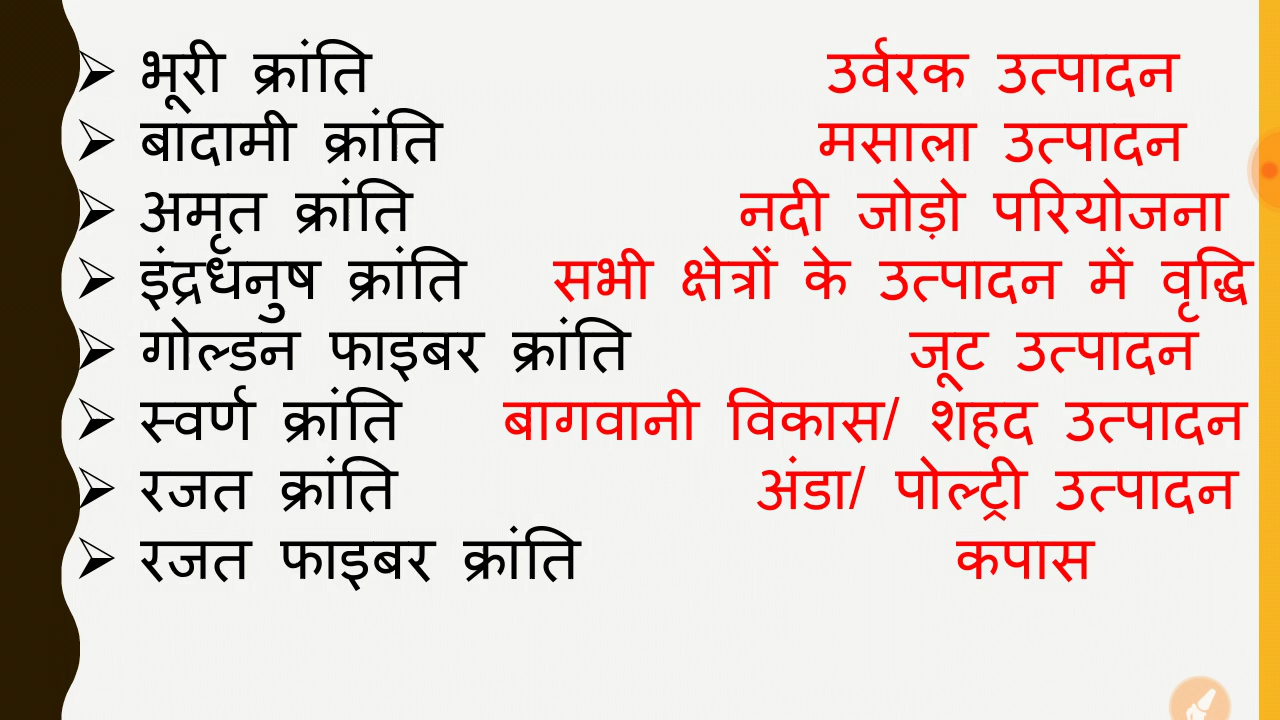 ➢ भूरी क्रांति उर्वरक उत्पादन
➢ बादामी क्रांति मसाला उत्पादन
➢ अमृत क्रांति नदी जोड़ो परियोजना
➢ इंद्रधनुष क्रांति सभी क्षेत्रों के उत्पादन में वृद्धि
➢ गोल्डन फाइबर क्रांति जूट उत्पादन
➢ स्वर्ण क्रांति बागवानी विकास/ शहद उत्पादन
➢ रजत क्रांति अंडा/ पोल्ट्री उत्पादन
➢ रजत फाइबर क्रांति कपास